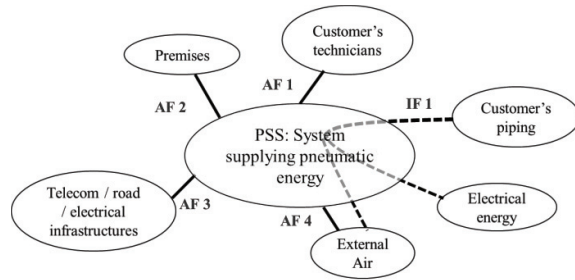 Customer's
technicians
Premises
AF 1
IF 1
AF 2
Customer's
piping
PSS: System
supplying pneumatic
energy
Telecom / road
/ electrical
infrastructures
AF 3
AF 4
Electrical
energy
External
Air